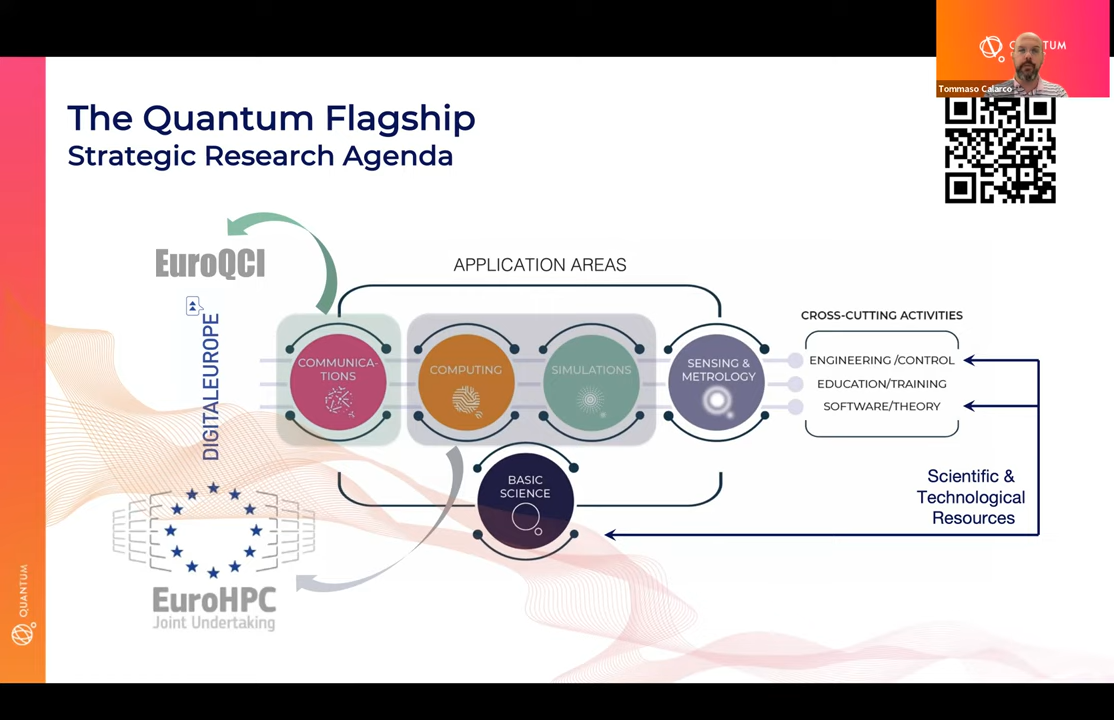 QUANTUM
Tommaso Calarco
The Quantum Flagship
Strategic Research Agenda
EuroQCI
DIGITALEUROPE
APPLICATION AREAS
COMMUNICA-
TIONS
COMPUTING
SIMULATIONS
SENSING &
METROLOGY
CROSS-CUTTING ACTIVITIES
ENGINEERING /CONTROL
EDUCATION/TRAINING
SOFTWARE/THEORY
BASIC
SCIENCE
Scientific &
Technological
Resources
EuroHPC
Joint Undertaking
QUANTUM